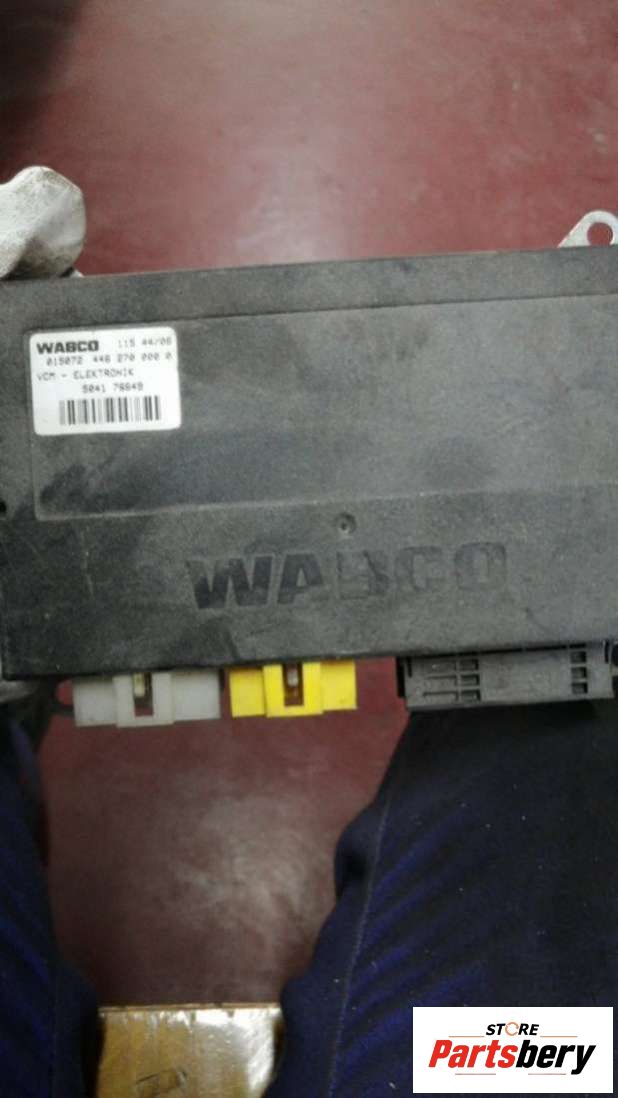 WABCO 115 44/06
015072 446 270 000 0
VCM - ELEKTRONIK
5041 78849
WABCO
STORE
Partsbery